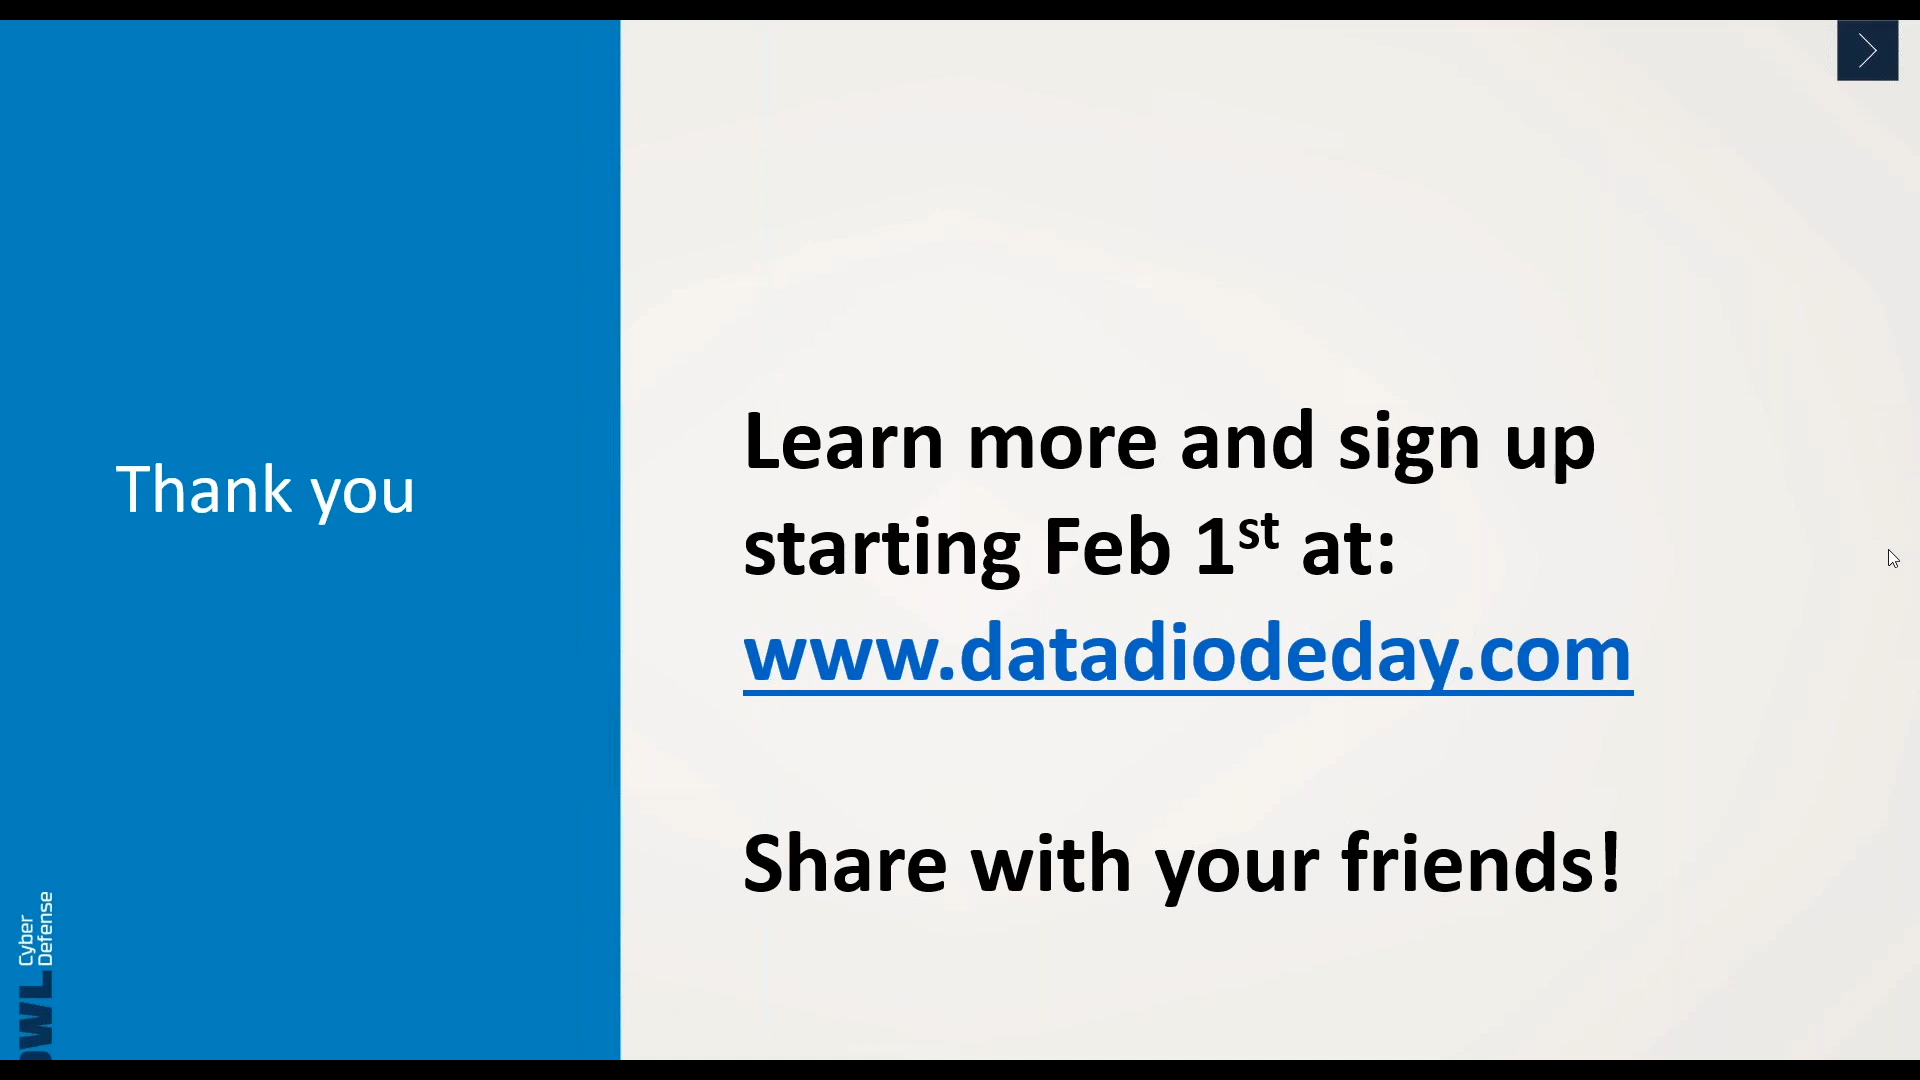 Thank you
Learn more and sign up
starting Feb 1st at:
www.datadiodeday.com
Share with your friends!
OWL Cyber
Defense